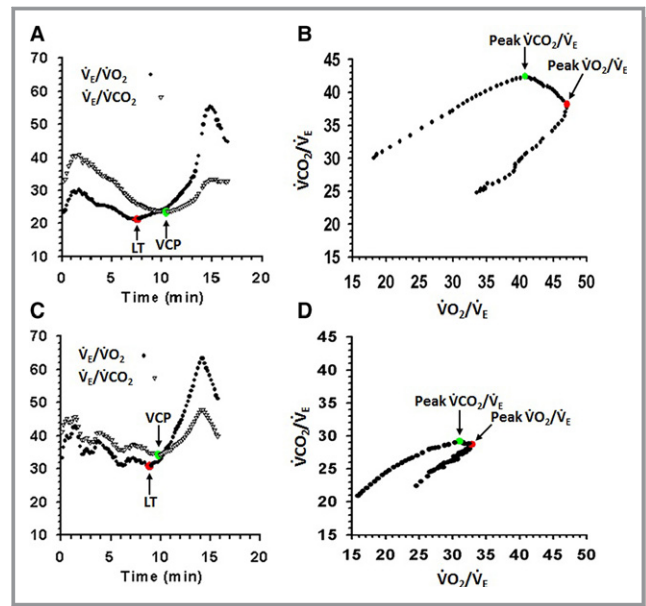 A
V̇E/V̇O2
V̇E/V̇CO2
70
60
50
40
30
20
10
LT
VCP
0 5 10 15 20
Time (min)
B
Peak V̇CO2/V̇E
Peak V̇O2/V̇E
V̇CO2/V̇E
45
40
35
30
25
20
15
15 20 25 30 35 40 45 50
V̇O2/V̇E
C
V̇E/V̇O2
V̇E/V̇CO2
VCP
70
60
50
40
30
20
10
LT
0 5 10 15 20
Time (min)
D
Peak V̇CO2/V̇E
Peak V̇O2/V̇E
V̇CO2/V̇E
45
40
35
30
25
20
15
15 20 25 30 35 40 45 50
V̇O2/V̇E